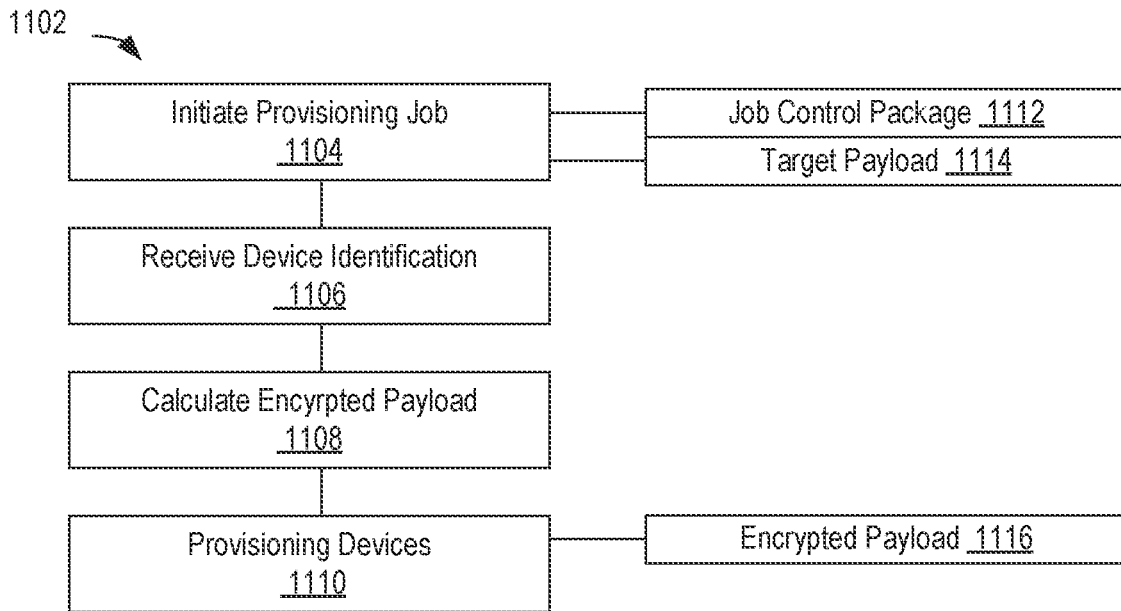 1102
Initiate Provisioning Job
1104
Job Control Package 1112
Target Payload 1114
Receive Device Identification
1106
Calculate Encyrpted Payload
1108
Provisioning Devices
1110
Encrypted Payload 1116